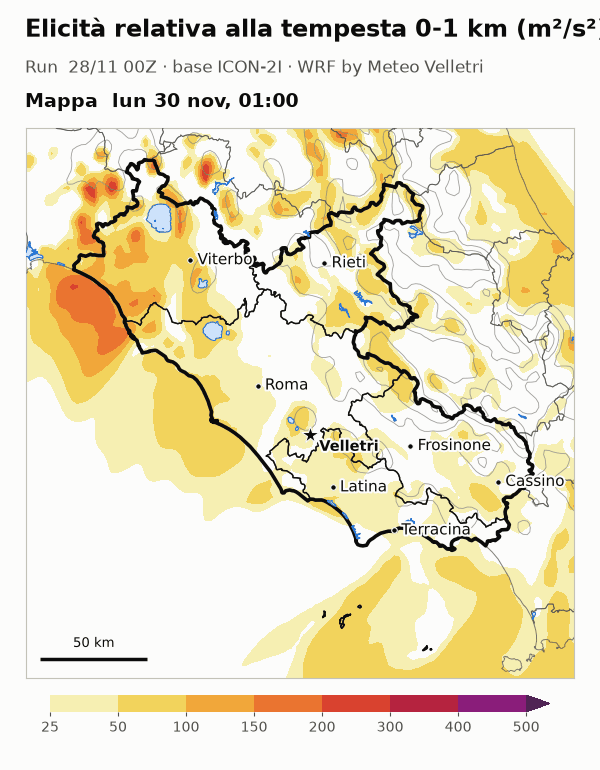 Elicità relativa alla tempesta 0-1 km (m²/s²)
Run  28/11 00Z · base ICON-2I · WRF by Meteo Velletri
Mappa  lun 30 nov, 01:00
Viterbo
Rieti
Roma
Velletri
Frosinone
Latina
Cassino
Terracina
50 km
25 50 100 150 200 300 400 500